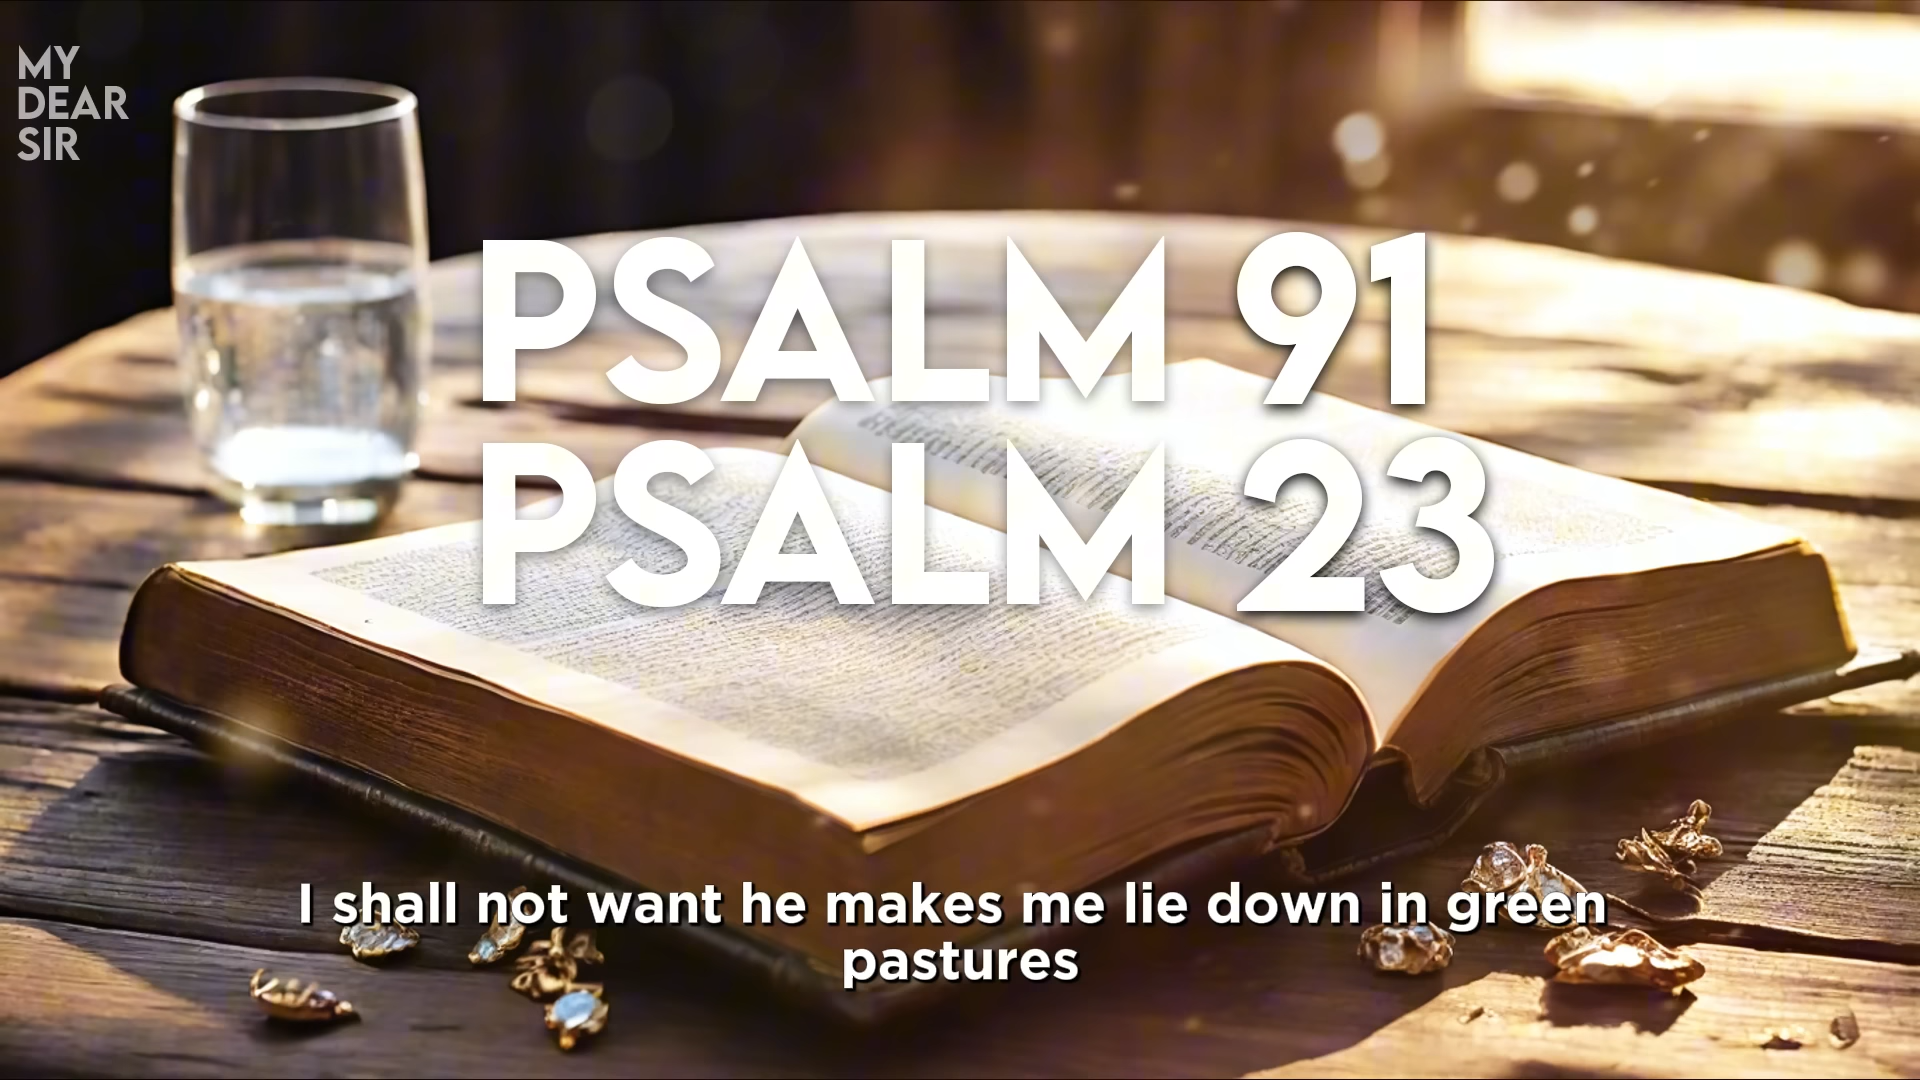 MY
DEAR
SIR
PSALM 91
PSALM 23
I shall not want he makes me lie down in green
pastures